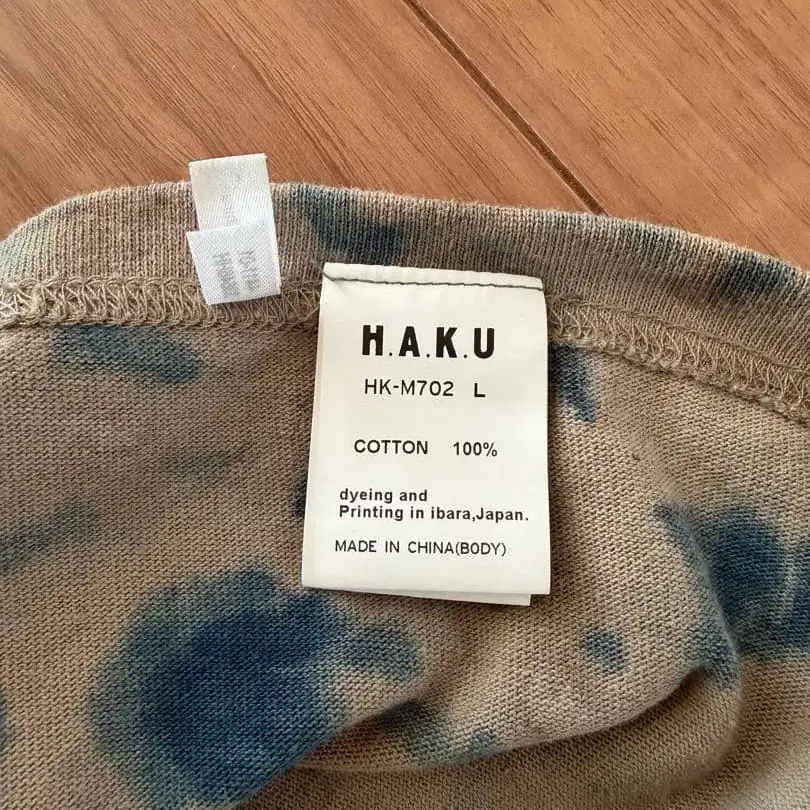 H.A.K.U
HK-M702 L
COTTON 100%
dyeing and
Printing in ibara,Japan.
MADE IN CHINA(BODY)